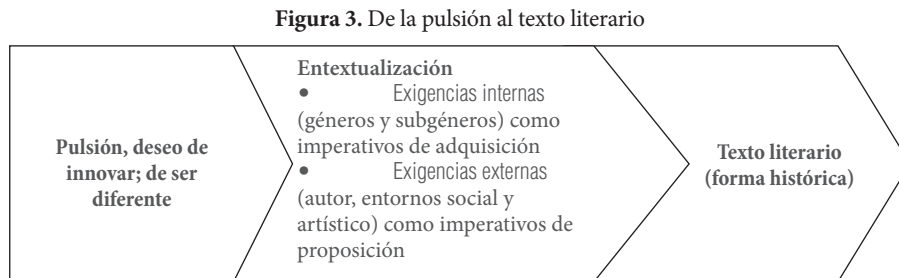 Figura 3. De la pulsión al texto literario
Pulsión, deseo de
innovar; de ser
diferente
Entextualización
• Exigencias internas
(géneros y subgéneros) como
imperativos de adquisición
• Exigencias externas
(autor, entornos social y
artístico) como imperativos de
proposición
Texto literario
(forma histórica)